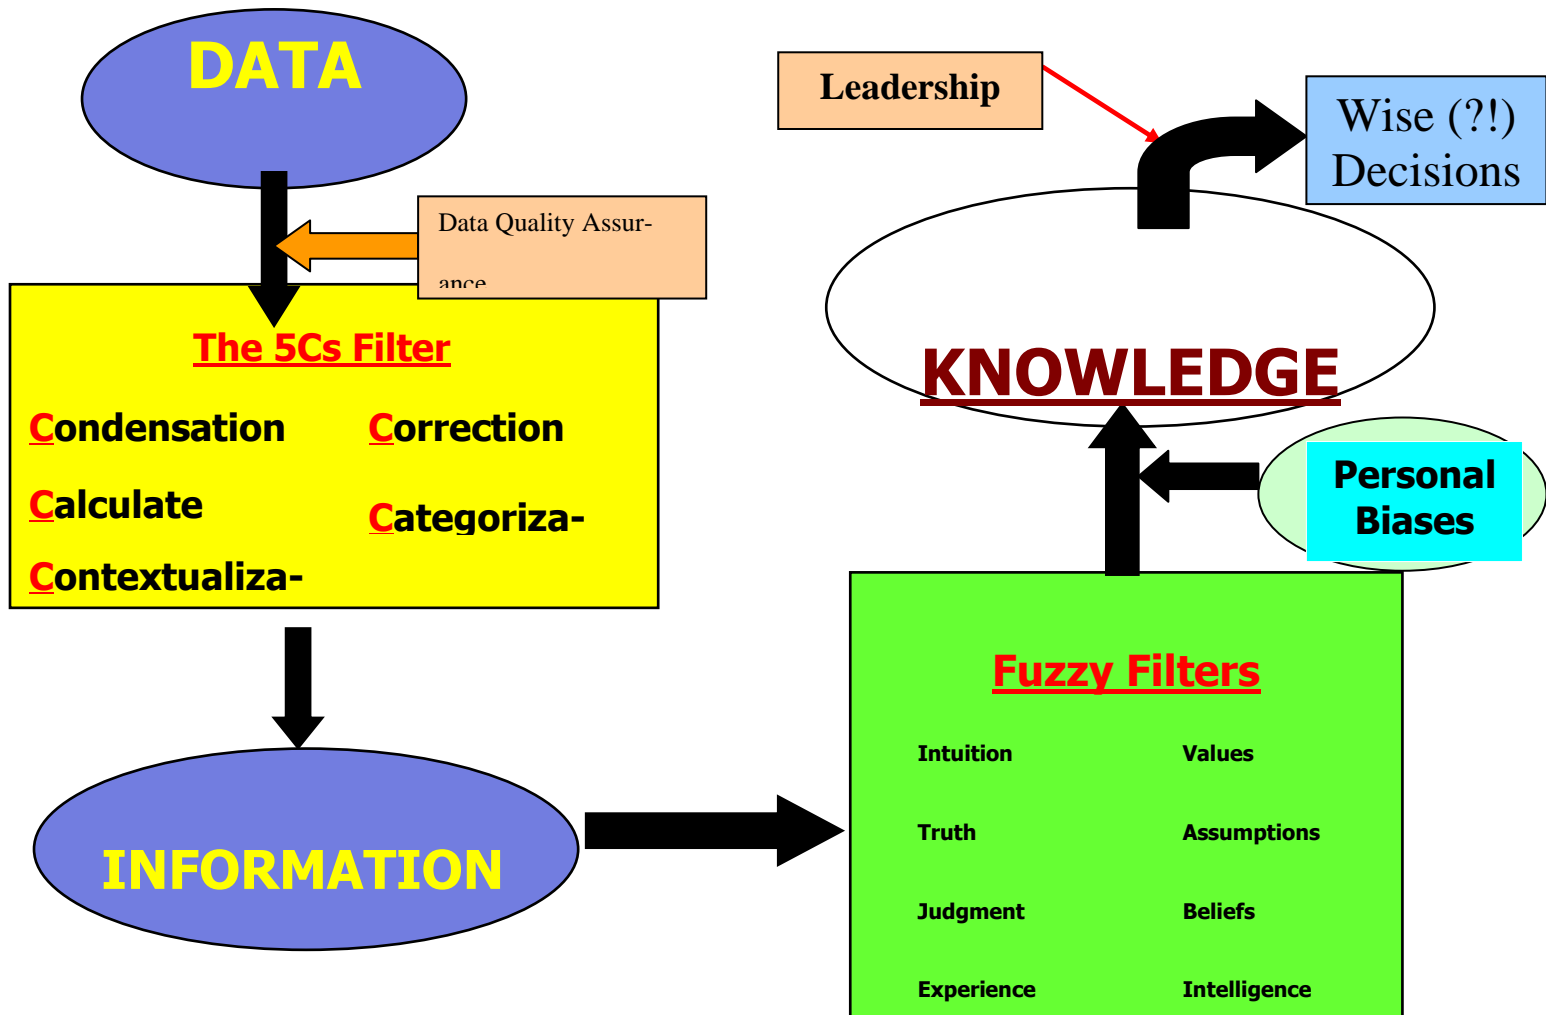 DATA
Data Quality Assur-
ance
The 5Cs Filter
Condensation
Correction
Calculate
Categoriza-
Contextualiza-
INFORMATION
Leadership
Wise (?!)
Decisions
KNOWLEDGE
Personal
Biases
Fuzzy Filters
Intuition
Values
Truth
Assumptions
Judgment
Beliefs
Experience
Intelligence